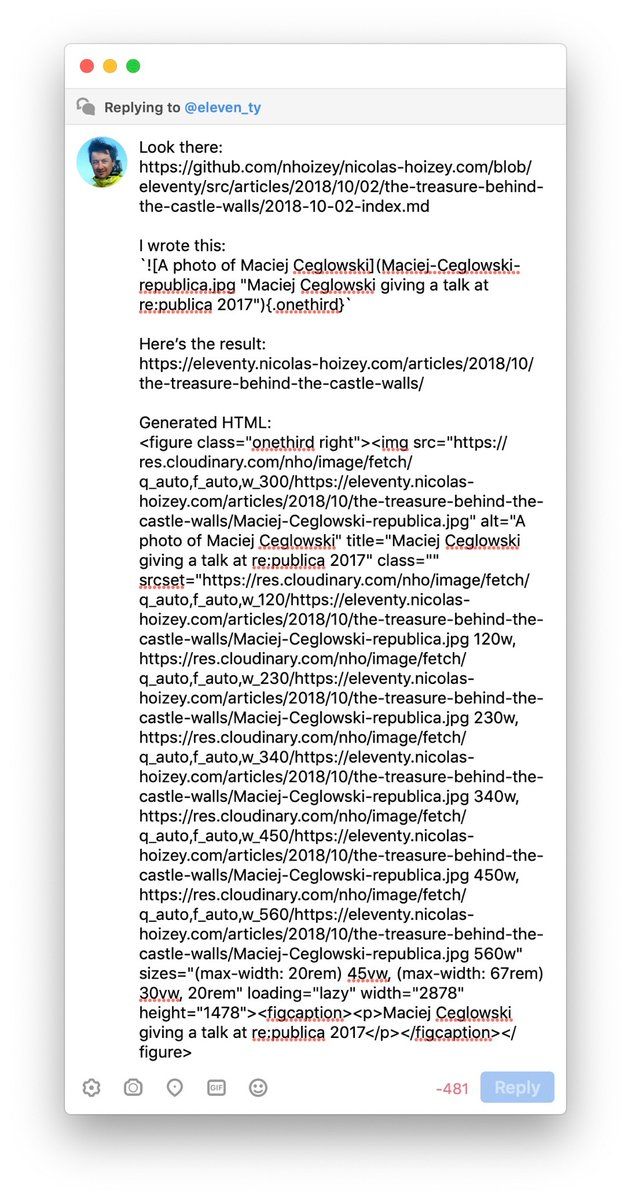 Replying to @eleven_ty
Look there:
https://github.com/nhoizey/nicolas-hoizey.com/blob/
eleventy/src/articles/2018/10/02/the-treasure-behind-
the-castle-walls/2018-10-02-index.md
I wrote this:
`![A photo of Maciej Ceglowski](Maciej-Ceglowski-
republica.jpg "Maciej Ceglowski giving a talk at
re:publica 2017"){.onethird}`
Here’s the result:
https://eleventy.nicolas-hoizey.com/articles/2018/10/
the-treasure-behind-the-castle-walls/
Generated HTML:
<figure class="onethird right"><img src="https://
res.cloudinary.com/nho/image/fetch/
q_auto,f_auto,w_300/https://eleventy.nicolas-
hoizey.com/articles/2018/10/the-treasure-behind-the-
castle-walls/Maciej-Ceglowski-republica.jpg" alt="A
photo of Maciej Ceglowski" title="Maciej Ceglowski
giving a talk at re:publica 2017" class=""
srcset="https://res.cloudinary.com/nho/image/fetch/
q_auto,f_auto,w_120/https://eleventy.nicolas-
hoizey.com/articles/2018/10/the-treasure-behind-the-
castle-walls/Maciej-Ceglowski-republica.jpg 120w,
https://res.cloudinary.com/nho/image/fetch/
q_auto,f_auto,w_230/https://eleventy.nicolas-
hoizey.com/articles/2018/10/the-treasure-behind-the-
castle-walls/Maciej-Ceglowski-republica.jpg 230w,
https://res.cloudinary.com/nho/image/fetch/
q_auto,f_auto,w_340/https://eleventy.nicolas-
hoizey.com/articles/2018/10/the-treasure-behind-the-
castle-walls/Maciej-Ceglowski-republica.jpg 340w,
https://res.cloudinary.com/nho/image/fetch/
q_auto,f_auto,w_450/https://eleventy.nicolas-
hoizey.com/articles/2018/10/the-treasure-behind-the-
castle-walls/Maciej-Ceglowski-republica.jpg 450w,
https://res.cloudinary.com/nho/image/fetch/
q_auto,f_auto,w_560/https://eleventy.nicolas-
hoizey.com/articles/2018/10/the-treasure-behind-the-
castle-walls/Maciej-Ceglowski-republica.jpg 560w"
sizes="(max-width: 20rem) 45vw, (max-width: 67rem)
30vw, 20rem" loading="lazy" width="2878"
height="1478"><figcaption><p>Maciej Ceglowski
giving a talk at re:publica 2017</p></figcaption></
figure>
GIF
-481
Reply